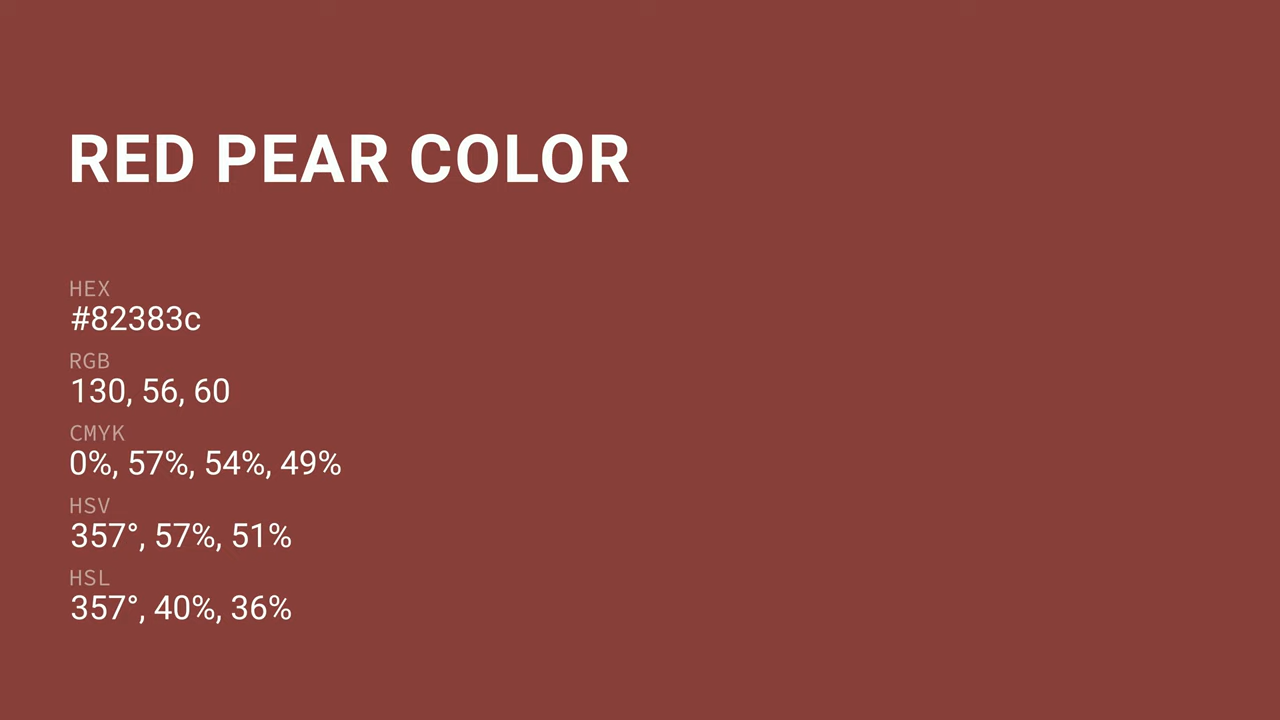 RED PEAR COLOR
HEX
#82383c
RGB
130, 56, 60
CMYK
0%, 57%, 54%, 49%
HSV
357°, 57%, 51%
HSL
357°, 40%, 36%